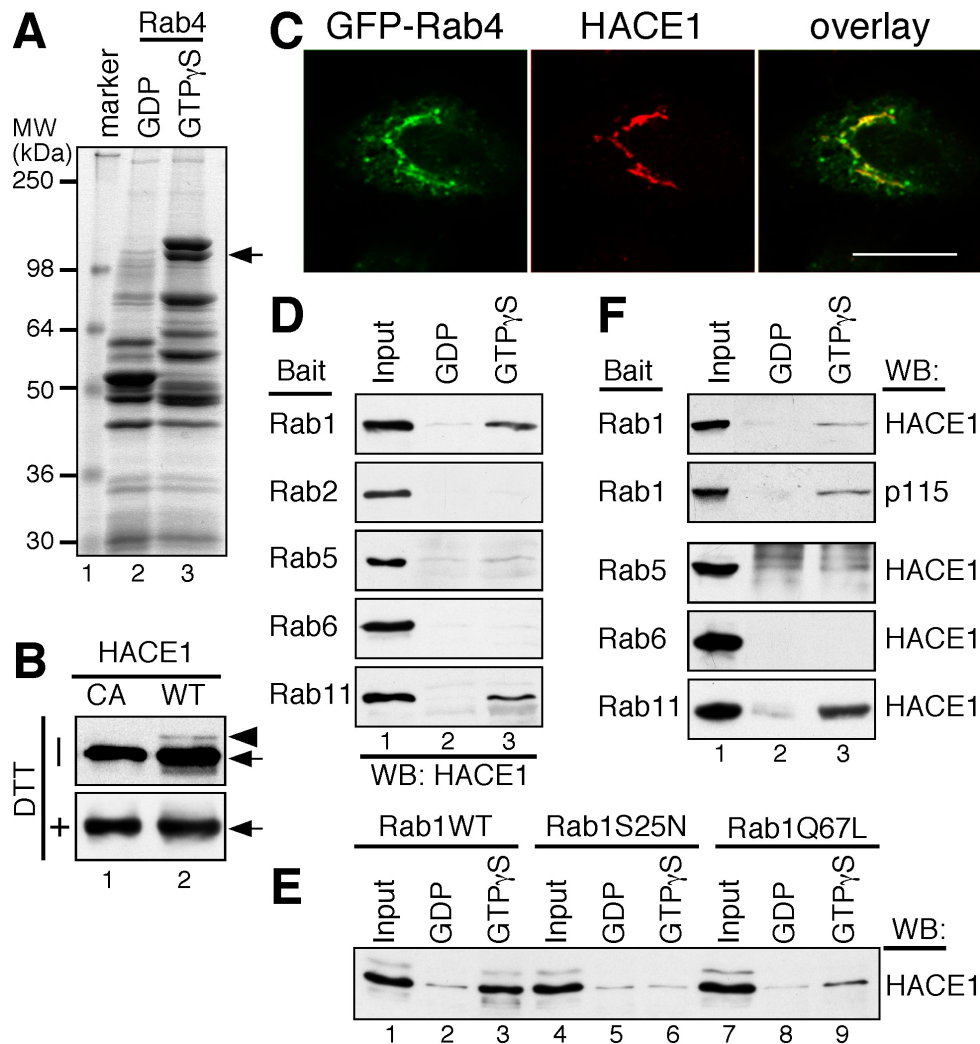 A
Rab4
marker
GDP
GTPγS
MW
(kDa)
250
98
64
50
36
30
1 2 3
B
HACE1
CA WT
DTT
–
+
1 2
C
GFP-Rab4 HACE1 overlay
D
Bait
Input
GDP
GTPγS
Rab1
Rab2
Rab5
Rab6
Rab11
1 2 3
WB: HACE1
F
Bait
Input
GDP
GTPγS
WB:
Rab1 HACE1
Rab1 p115
Rab5 HACE1
Rab6 HACE1
Rab11 HACE1
1 2 3
E
Rab1WT Rab1S25N Rab1Q67L
Input GDP GTPγS Input GDP GTPγS Input GDP GTPγS
WB:
HACE1
1 2 3 4 5 6 7 8 9